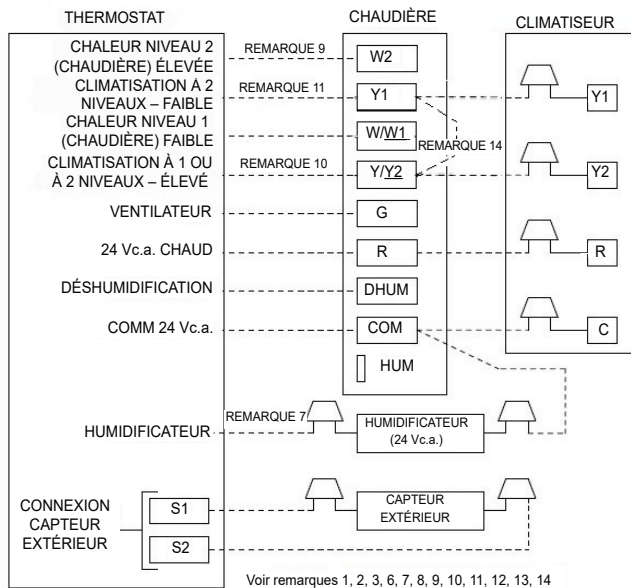 THERMOSTAT
CHAUDIÈRE
CLIMATISEUR
CHALEUR NIVEAU 2
(CHAUDIÈRE) ÉLEVÉE
REMARQUE 9
W2
CLIMATISATION À 2
NIVEAUX – FAIBLE
REMARQUE 11
Y1
Y1
CHALEUR NIVEAU 1
(CHAUDIÈRE) FAIBLE
W/W1
REMARQUE 14
CLIMATISATION À 1 OU
À 2 NIVEAUX – ÉLEVÉ
REMARQUE 10
Y/Y2
Y2
VENTILATEUR
G
24 Vc.a. CHAUD
R
R
DÉSHUMIDIFICATION
DHUM
COMM 24 Vc.a.
COM
C
HUM
HUMIDIFICATEUR
REMARQUE 7
HUMIDIFICATEUR
(24 Vc.a.)
CONNEXION
CAPTEUR
EXTÉRIEUR
S1
S2
CAPTEUR
EXTÉRIEUR
Voir remarques 1, 2, 3, 6, 7, 8, 9, 10, 11, 12, 13, 14